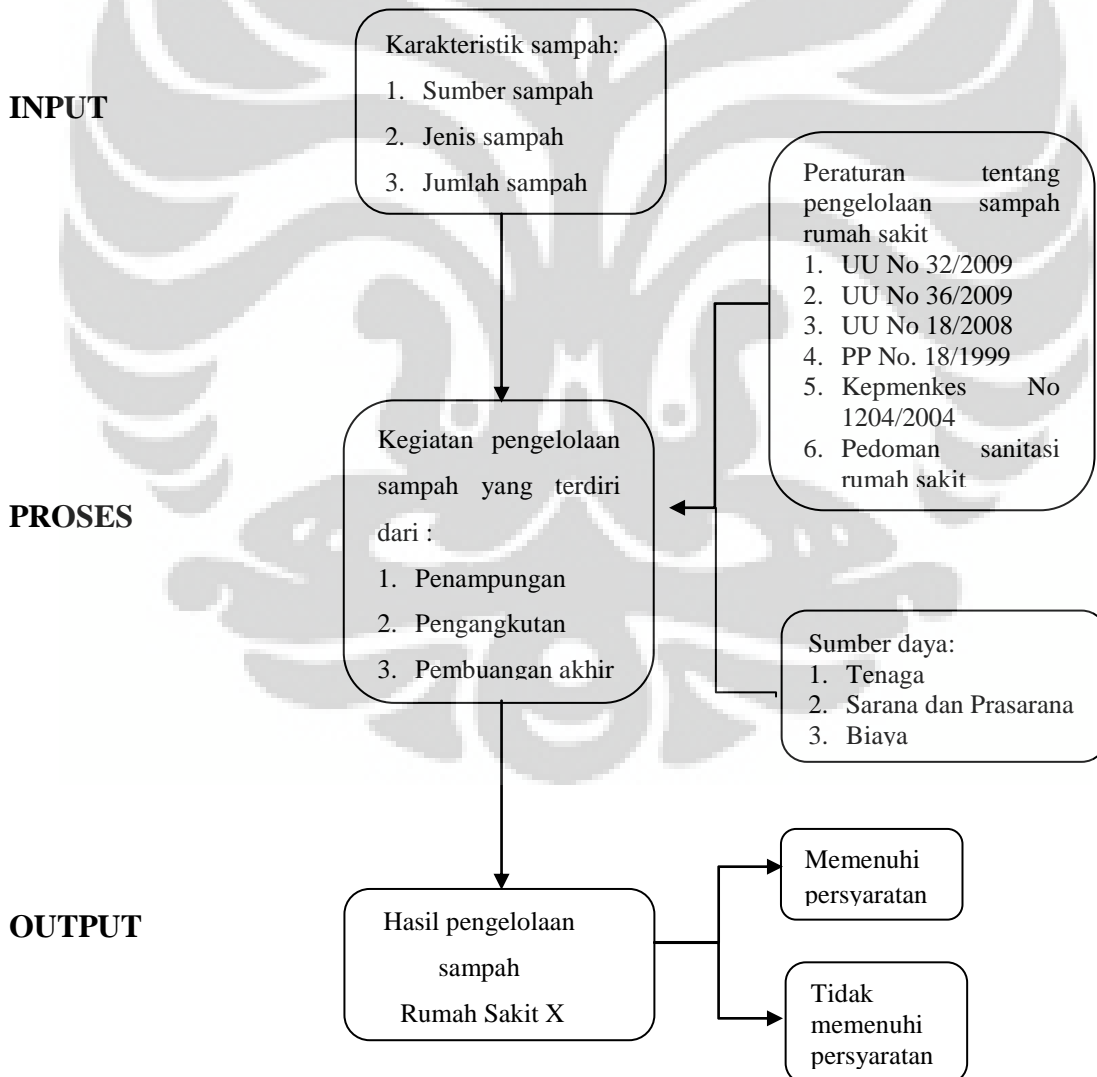 INPUT
Karakteristik sampah:
1. Sumber sampah
2. Jenis sampah
3. Jumlah sampah
Peraturan tentang
pengelolaan sampah
rumah sakit
1. UU No 32/2009
2. UU No 36/2009
3. UU No 18/2008
4. PP No. 18/1999
5. Kepmenkes No
1204/2004
6. Pedoman sanitasi
rumah sakit
PROSES
Kegiatan pengelolaan
sampah yang terdiri
dari :
1. Penampungan
2. Pengangkutan
3. Pembuangan akhir
Sumber daya:
1. Tenaga
2. Sarana dan Prasarana
3. Biaya
OUTPUT
Hasil pengelolaan
sampah
Rumah Sakit X
Memenuhi
persyaratan
Tidak
memenuhi
persyaratan